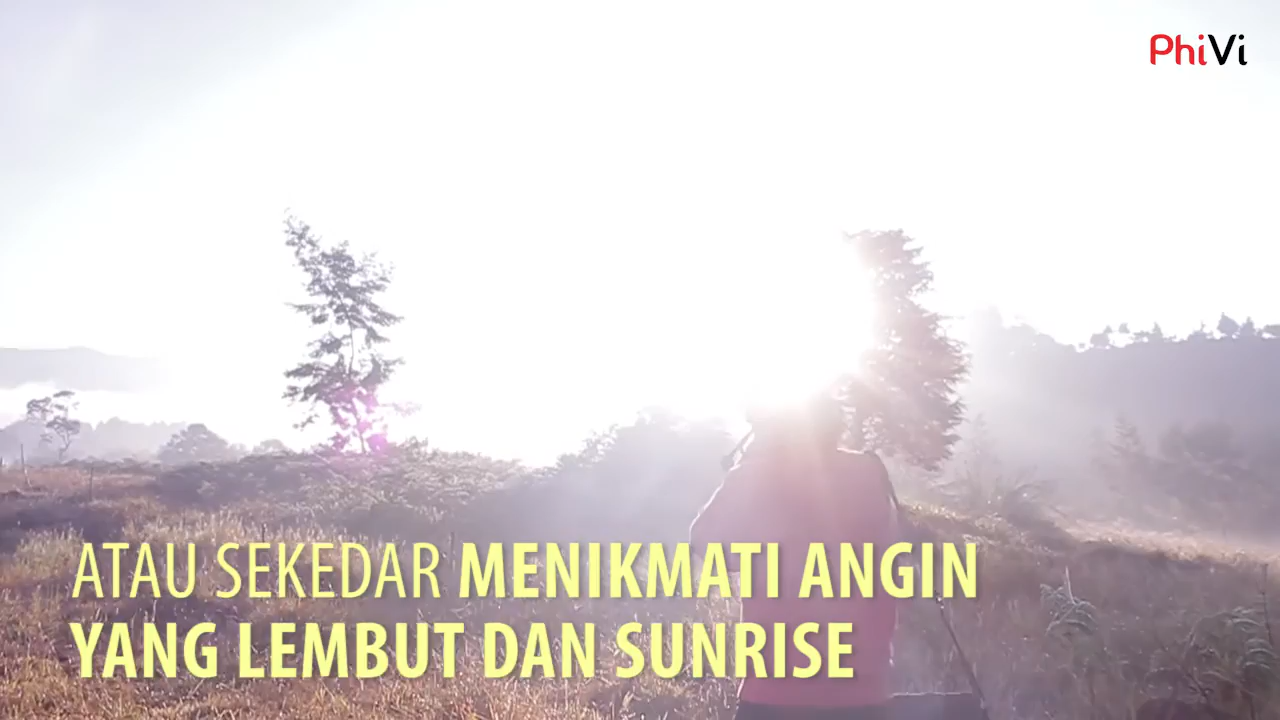 PhiVi
ATAU SEKEDAR MENIKMATI ANGIN
YANG LEMBUT DAN SUNRISE